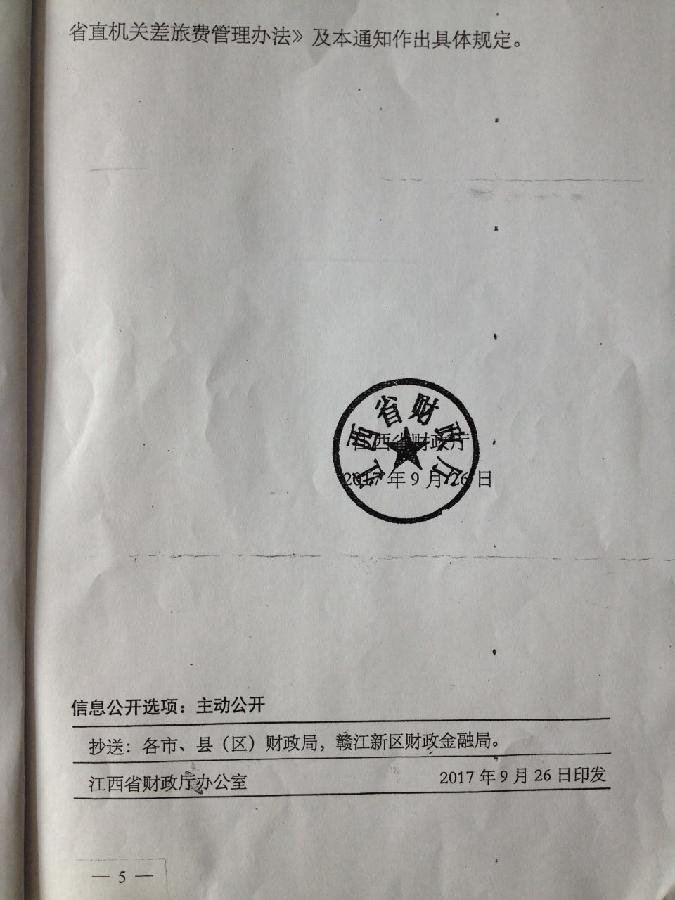 省直机关差旅费管理办法》及本通知作出具体规定。
江西省财政厅
江西省财政厅
2017年9月26日
信息公开选项：主动公开
抄送：各市、县（区）财政局，赣江新区财政金融局。
江西省财政厅办公室 2017年9月26日印发
— 5 —